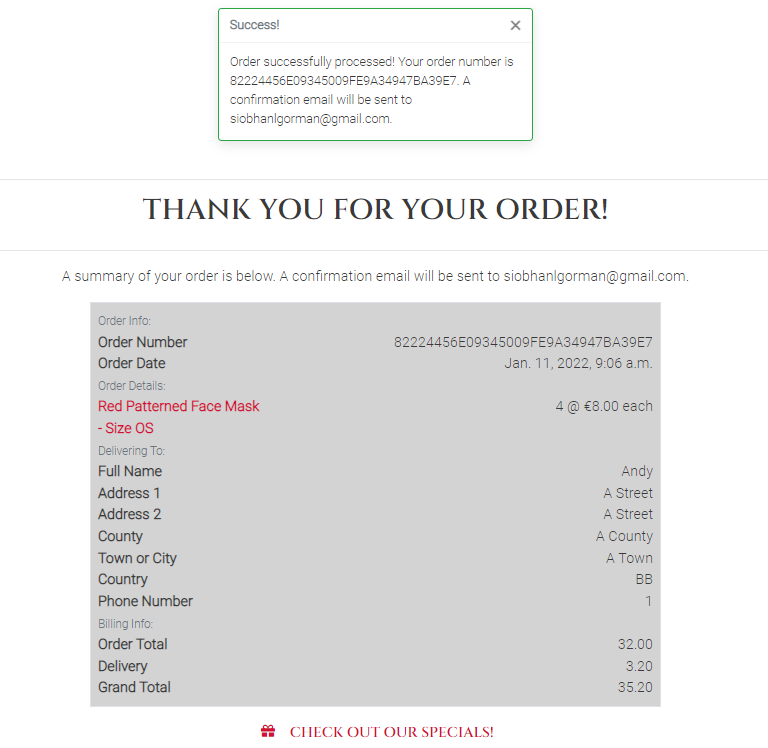 Success! ×
Order successfully processed! Your order number is
82224456E09345009FE9A34947BA39E7. A
confirmation email will be sent to
siobhanlgorman@gmail.com.
THANK YOU FOR YOUR ORDER!
A summary of your order is below. A confirmation email will be sent to siobhanlgorman@gmail.com.
Order Info:
Order Number 82224456E09345009FE9A34947BA39E7
Order Date Jan. 11, 2022, 9:06 a.m.
Order Details:
Red Patterned Face Mask 4 @ €8.00 each
- Size OS
Delivering To:
Full Name Andy
Address 1 A Street
Address 2 A Street
County A County
Town or City A Town
Country BB
Phone Number 1
Billing Info:
Order Total 32.00
Delivery 3.20
Grand Total 35.20
CHECK OUT OUR SPECIALS!